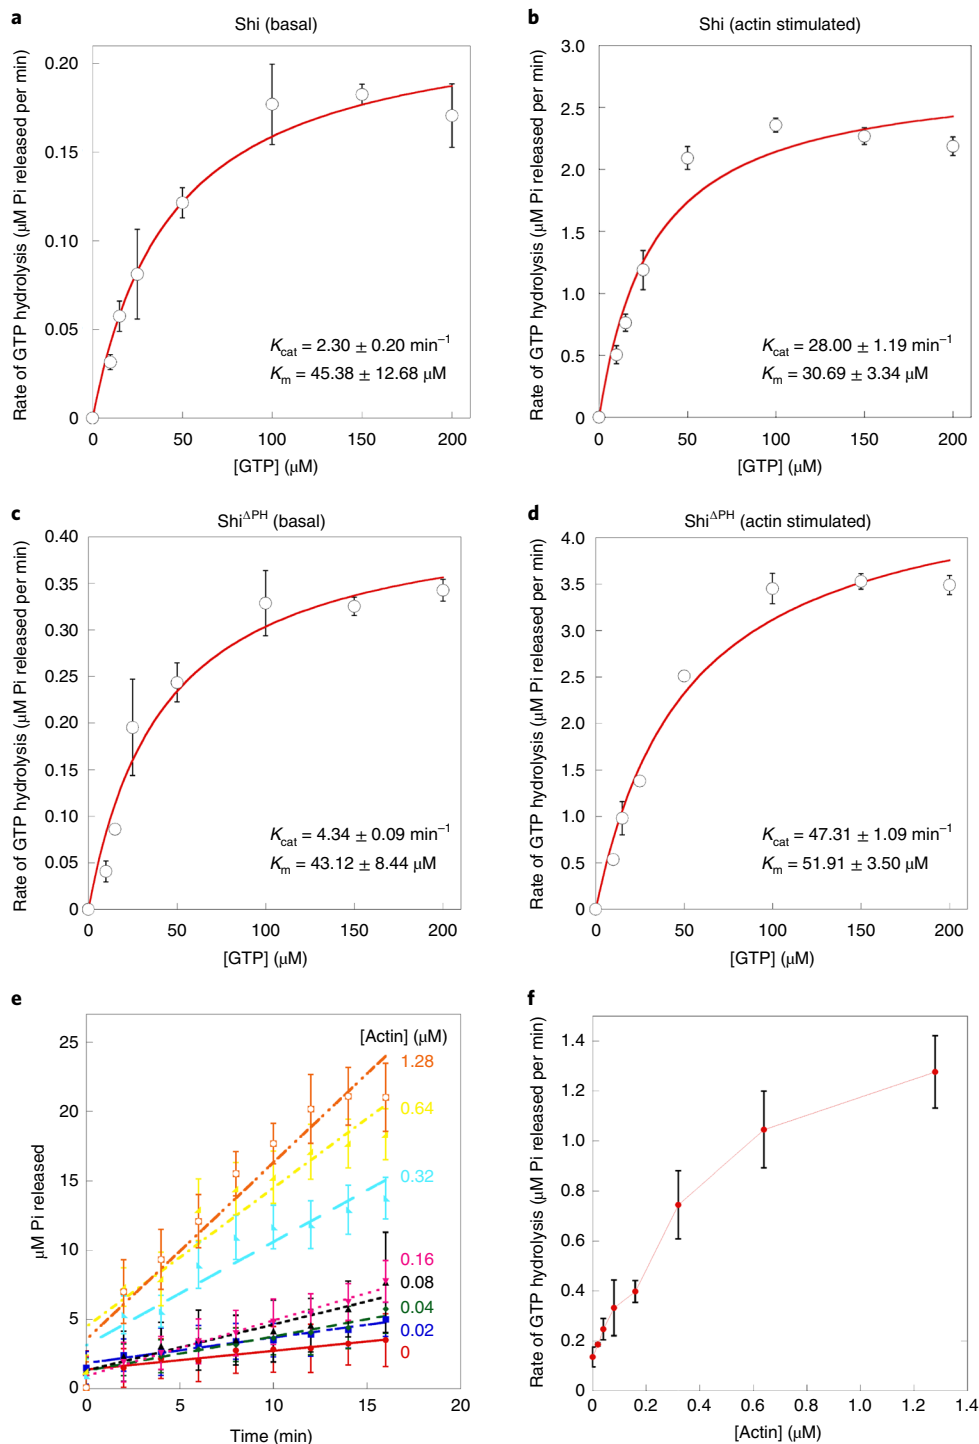 a
Shi (basal)
Rate of GTP hydrolysis (μM Pi released per min)
0.20
0.15
0.10
0.05
0
Kcat = 2.30 ± 0.20 min−1
Km = 45.38 ± 12.68 μM
0 50 100 150 200
[GTP] (μM)
b
Shi (actin stimulated)
Rate of GTP hydrolysis (μM Pi released per min)
3.0
2.5
2.0
1.5
1.0
0.5
0
Kcat = 28.00 ± 1.19 min−1
Km = 30.69 ± 3.34 μM
0 50 100 150 200
[GTP] (μM)
c
ShiΔPH (basal)
Rate of GTP hydrolysis (μM Pi released per min)
0.40
0.35
0.30
0.25
0.20
0.15
0.10
0.05
0
Kcat = 4.34 ± 0.09 min−1
Km = 43.12 ± 8.44 μM
0 50 100 150 200
[GTP] (μM)
d
ShiΔPH (actin stimulated)
Rate of GTP hydrolysis (μM Pi released per min)
4.0
3.5
3.0
2.5
2.0
1.5
1.0
0.5
0
Kcat = 47.31 ± 1.09 min−1
Km = 51.91 ± 3.50 μM
0 50 100 150 200
[GTP] (μM)
e
μM Pi released
25
20
15
10
5
0
[Actin] (μM)
1.28
0.64
0.32
0.16
0.08
0.04
0.02
0
0 5 10 15 20
Time (min)
f
Rate of GTP hydrolysis (μM Pi released per min)
1.4
1.2
1.0
0.8
0.6
0.4
0.2
0
0 0.2 0.4 0.6 0.8 1.0 1.2 1.4
[Actin] (μM)